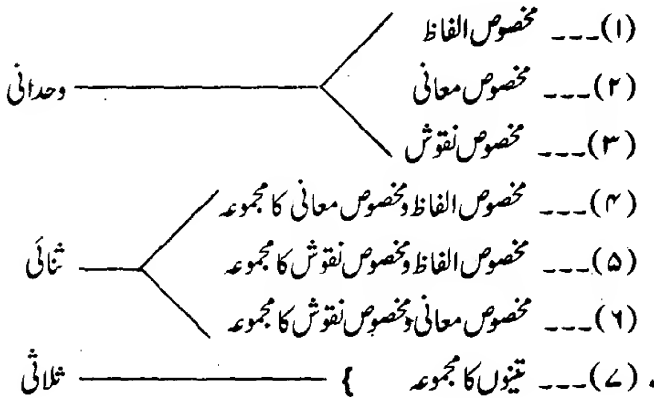 (۱)۔۔۔ مخصوص الفاظ
(۲)۔۔۔ مخصوص معانی
وحدانی
(۳)۔۔۔ مخصوص نقوش
(۴)۔۔۔ مخصوص الفاظ ومخصوص معانی کا مجموعہ
(۵)۔۔۔ مخصوص الفاظ ومخصوص نقوش کا مجموعہ
ثنائی
(۶)۔۔۔ مخصوص معانی ومخصوص نقوش کا مجموعہ
(۷)۔۔۔ تینوں کا مجموعہ } ثلاثی